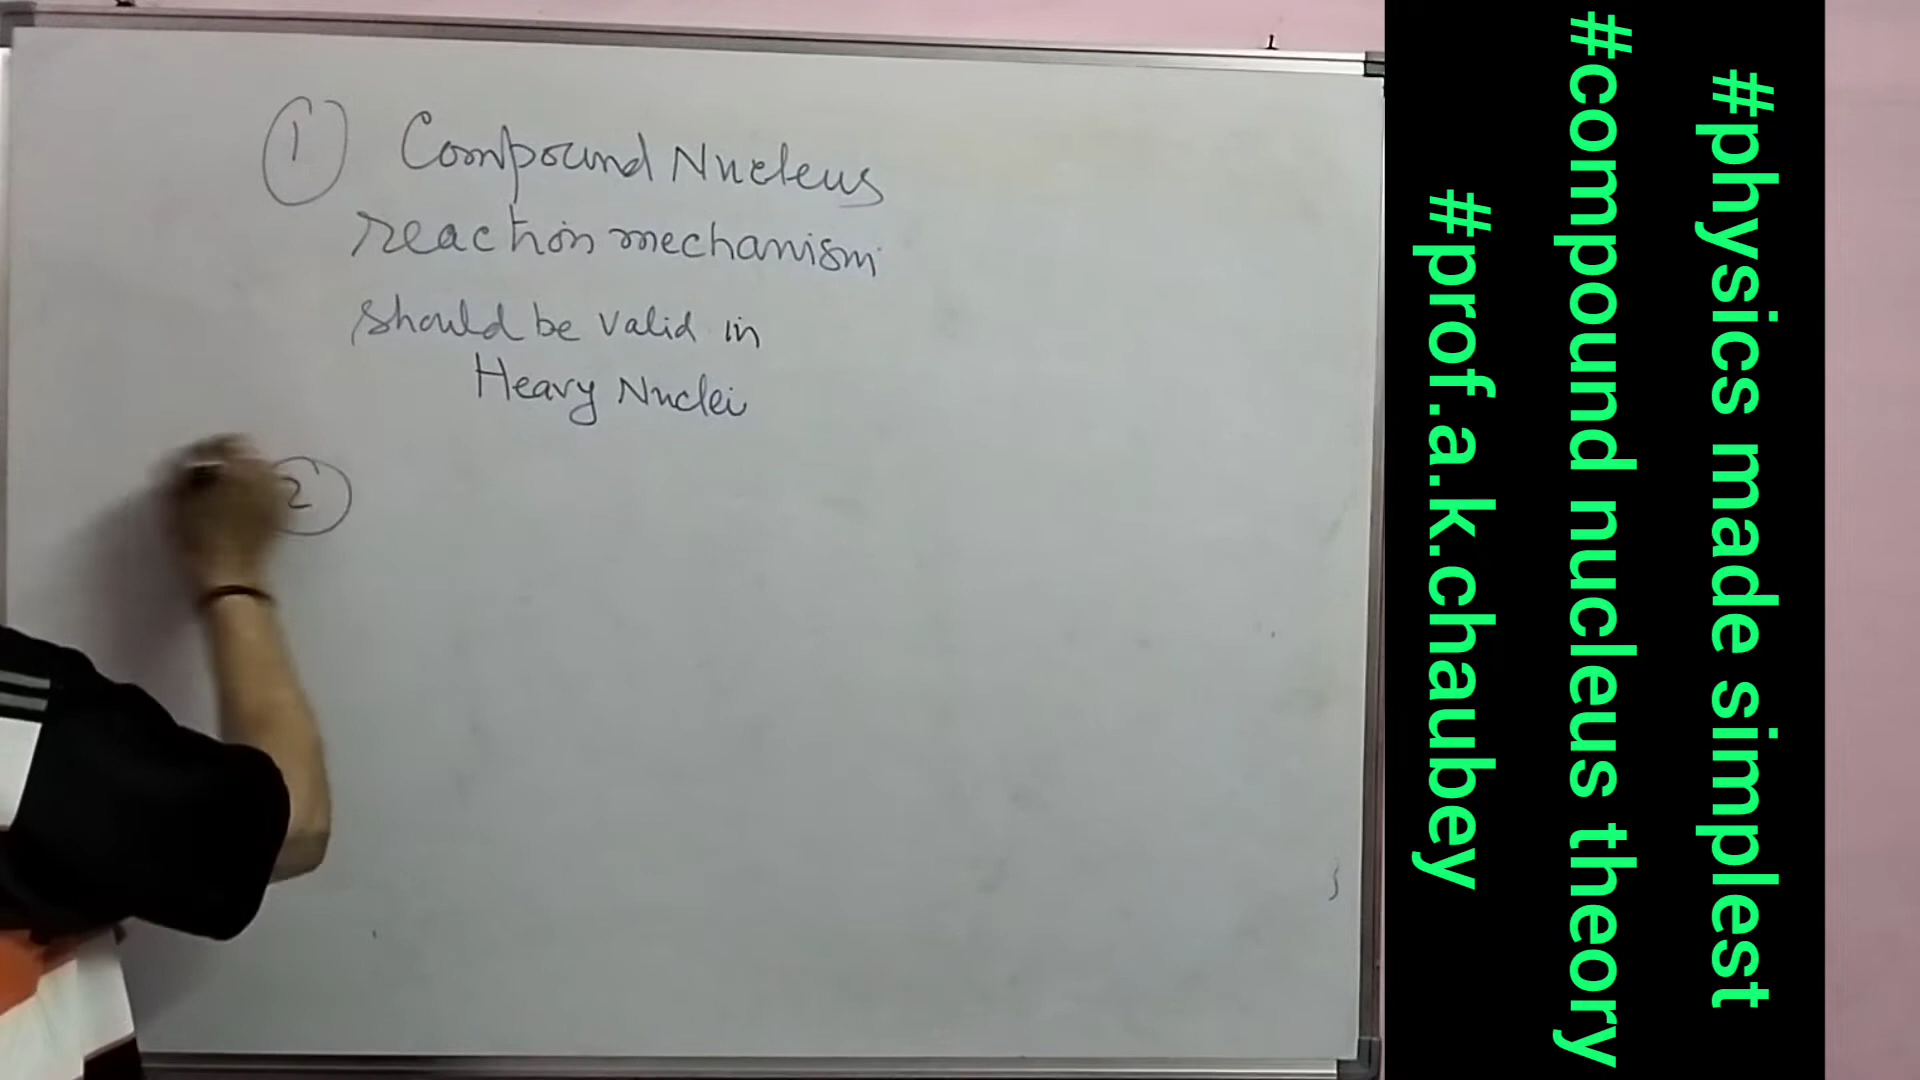 ① Compound Nucleus
reaction mechanism
should be valid in
Heavy Nuclei
②
#physics made simplest
#compound nucleus theory
#prof.a.k.chaubey